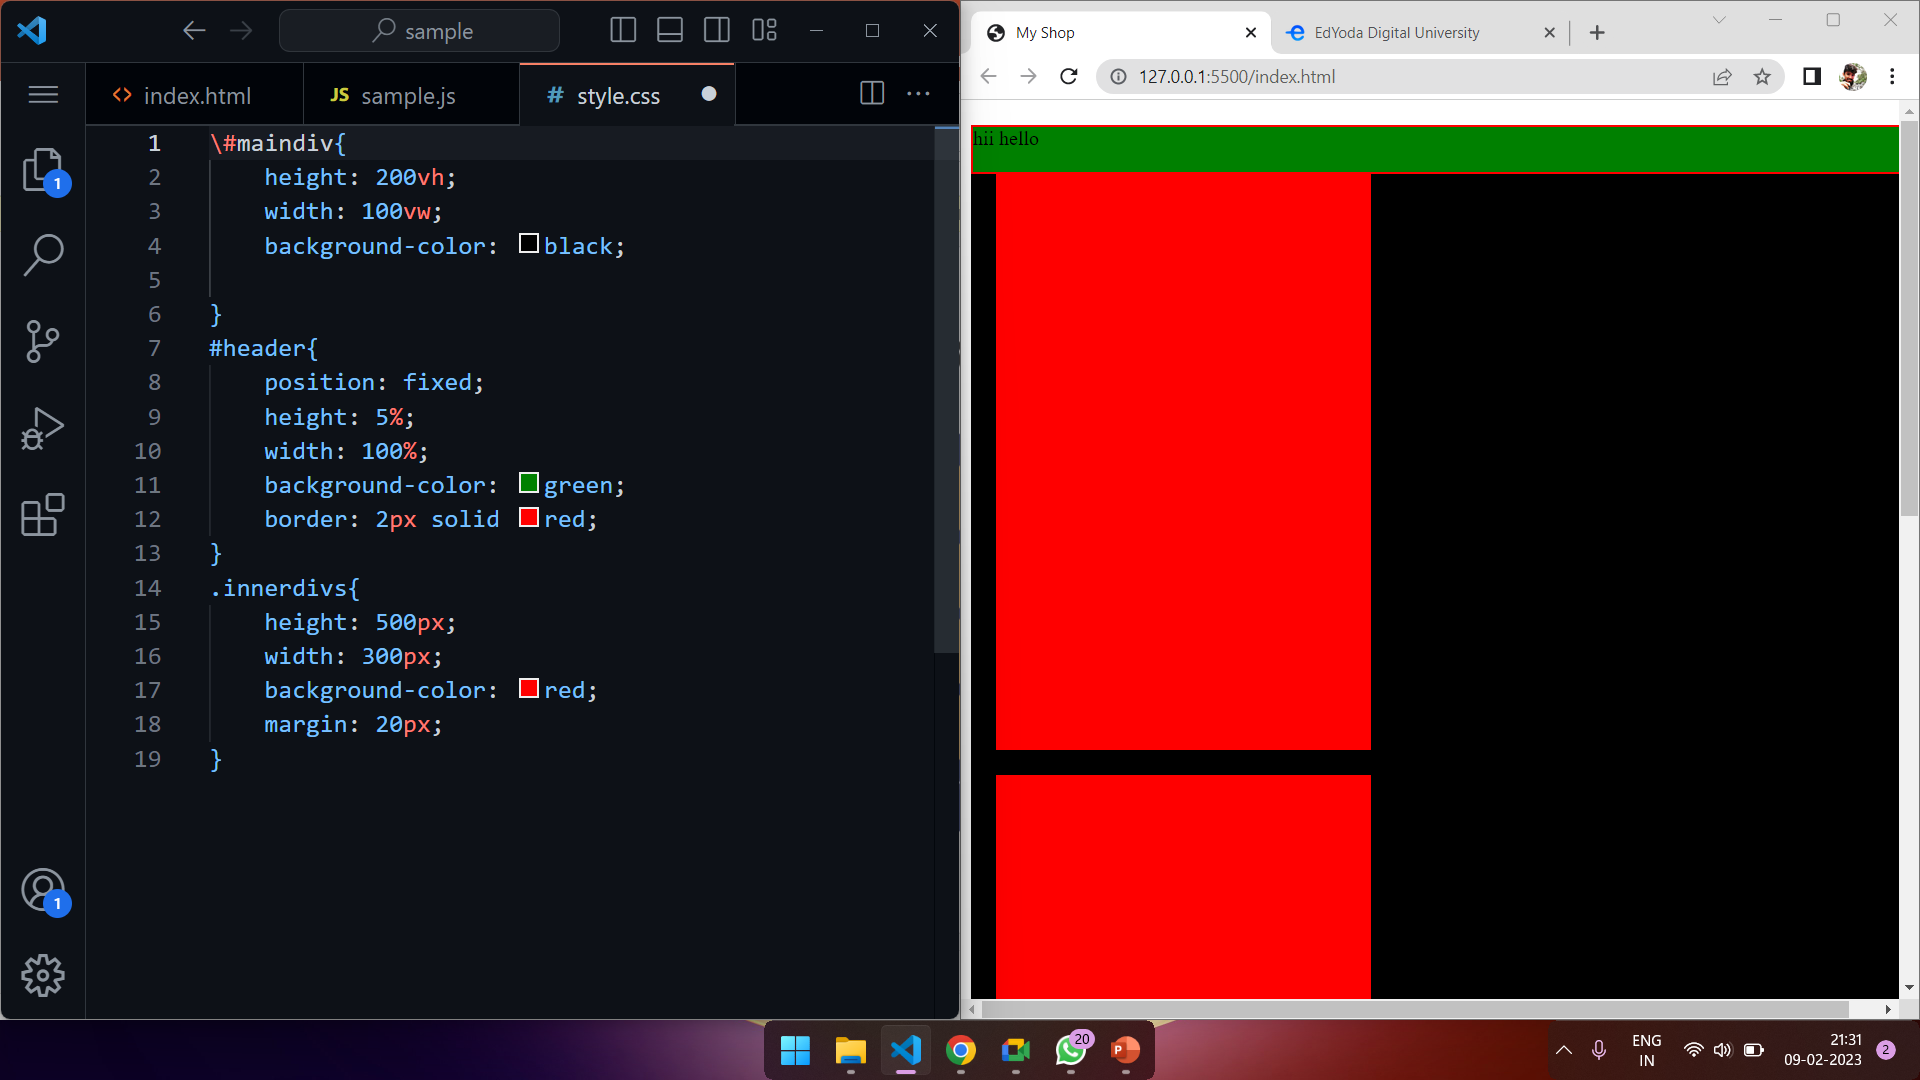 sample
index.html
JS sample.js
# style.css
1 \#maindiv{
2 height: 200vh;
3 width: 100vw;
4 background-color: black;
5
6 }
7 #header{
8 position: fixed;
9 height: 5%;
10 width: 100%;
11 background-color: green;
12 border: 2px solid red;
13 }
14 .innerdivs{
15 height: 500px;
16 width: 300px;
17 background-color: red;
18 margin: 20px;
19 }
1
1
My Shop
EdYoda Digital University
127.0.0.1:5500/index.html
hii hello
20
P
ENG
IN
21:31
09-02-2023
2